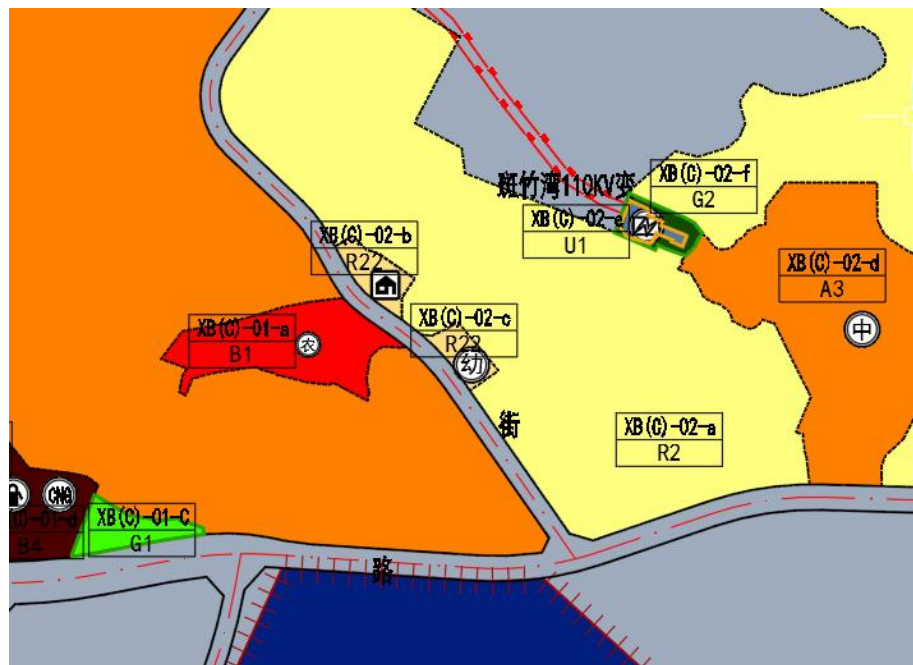 XB(C)-02-f
G2
斑竹湾110KV变
XB(C)-02-e
U1
XB(C)-02-b
R22
XB(C)-02-d
A3
中
XB(C)-01-a
B1
农
XB(C)-02-c
R22
幼
街
XB(C)-02-a
R2
CNG
XB(C)-01-C
G1
(C)-01-d
B4
路